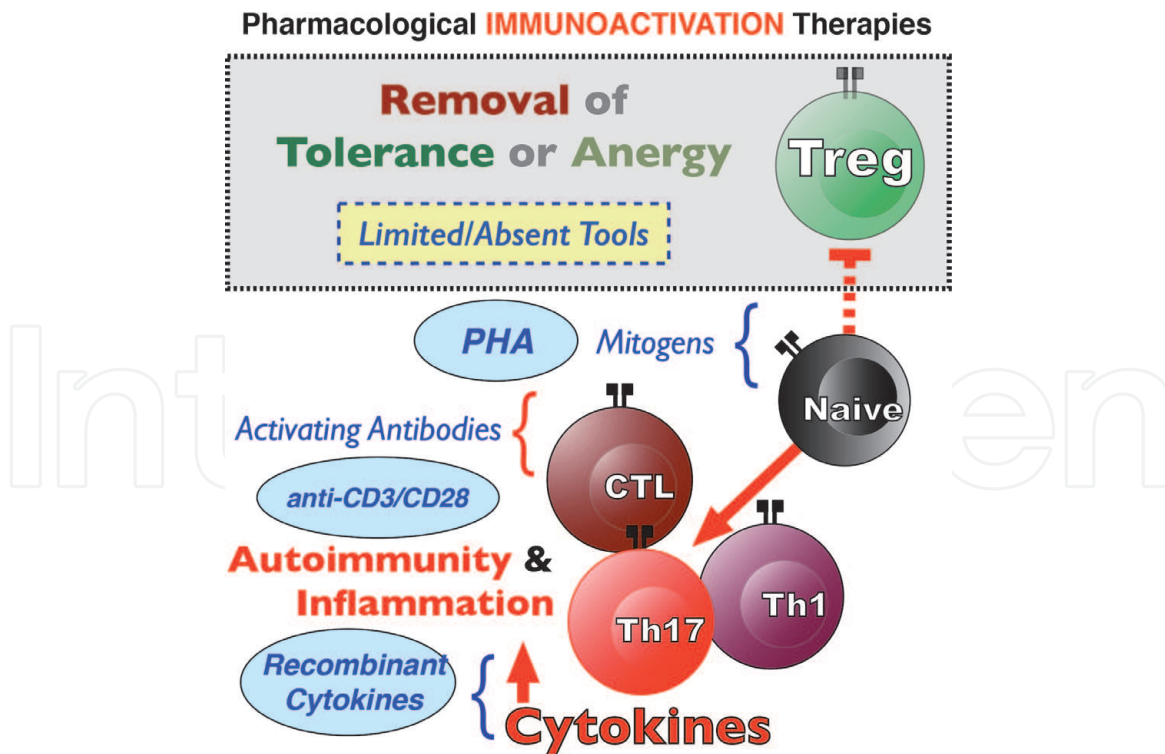 Pharmacological IMMUNOACTIVATION Therapies
Removal of
Tolerance or Anergy
Treg
Limited/Absent Tools
PHA
Mitogens
Naive
Activating Antibodies
CTL
anti-CD3/CD28
Autoimmunity &
Inflammation
Th17
Th1
Recombinant
Cytokines
Cytokines